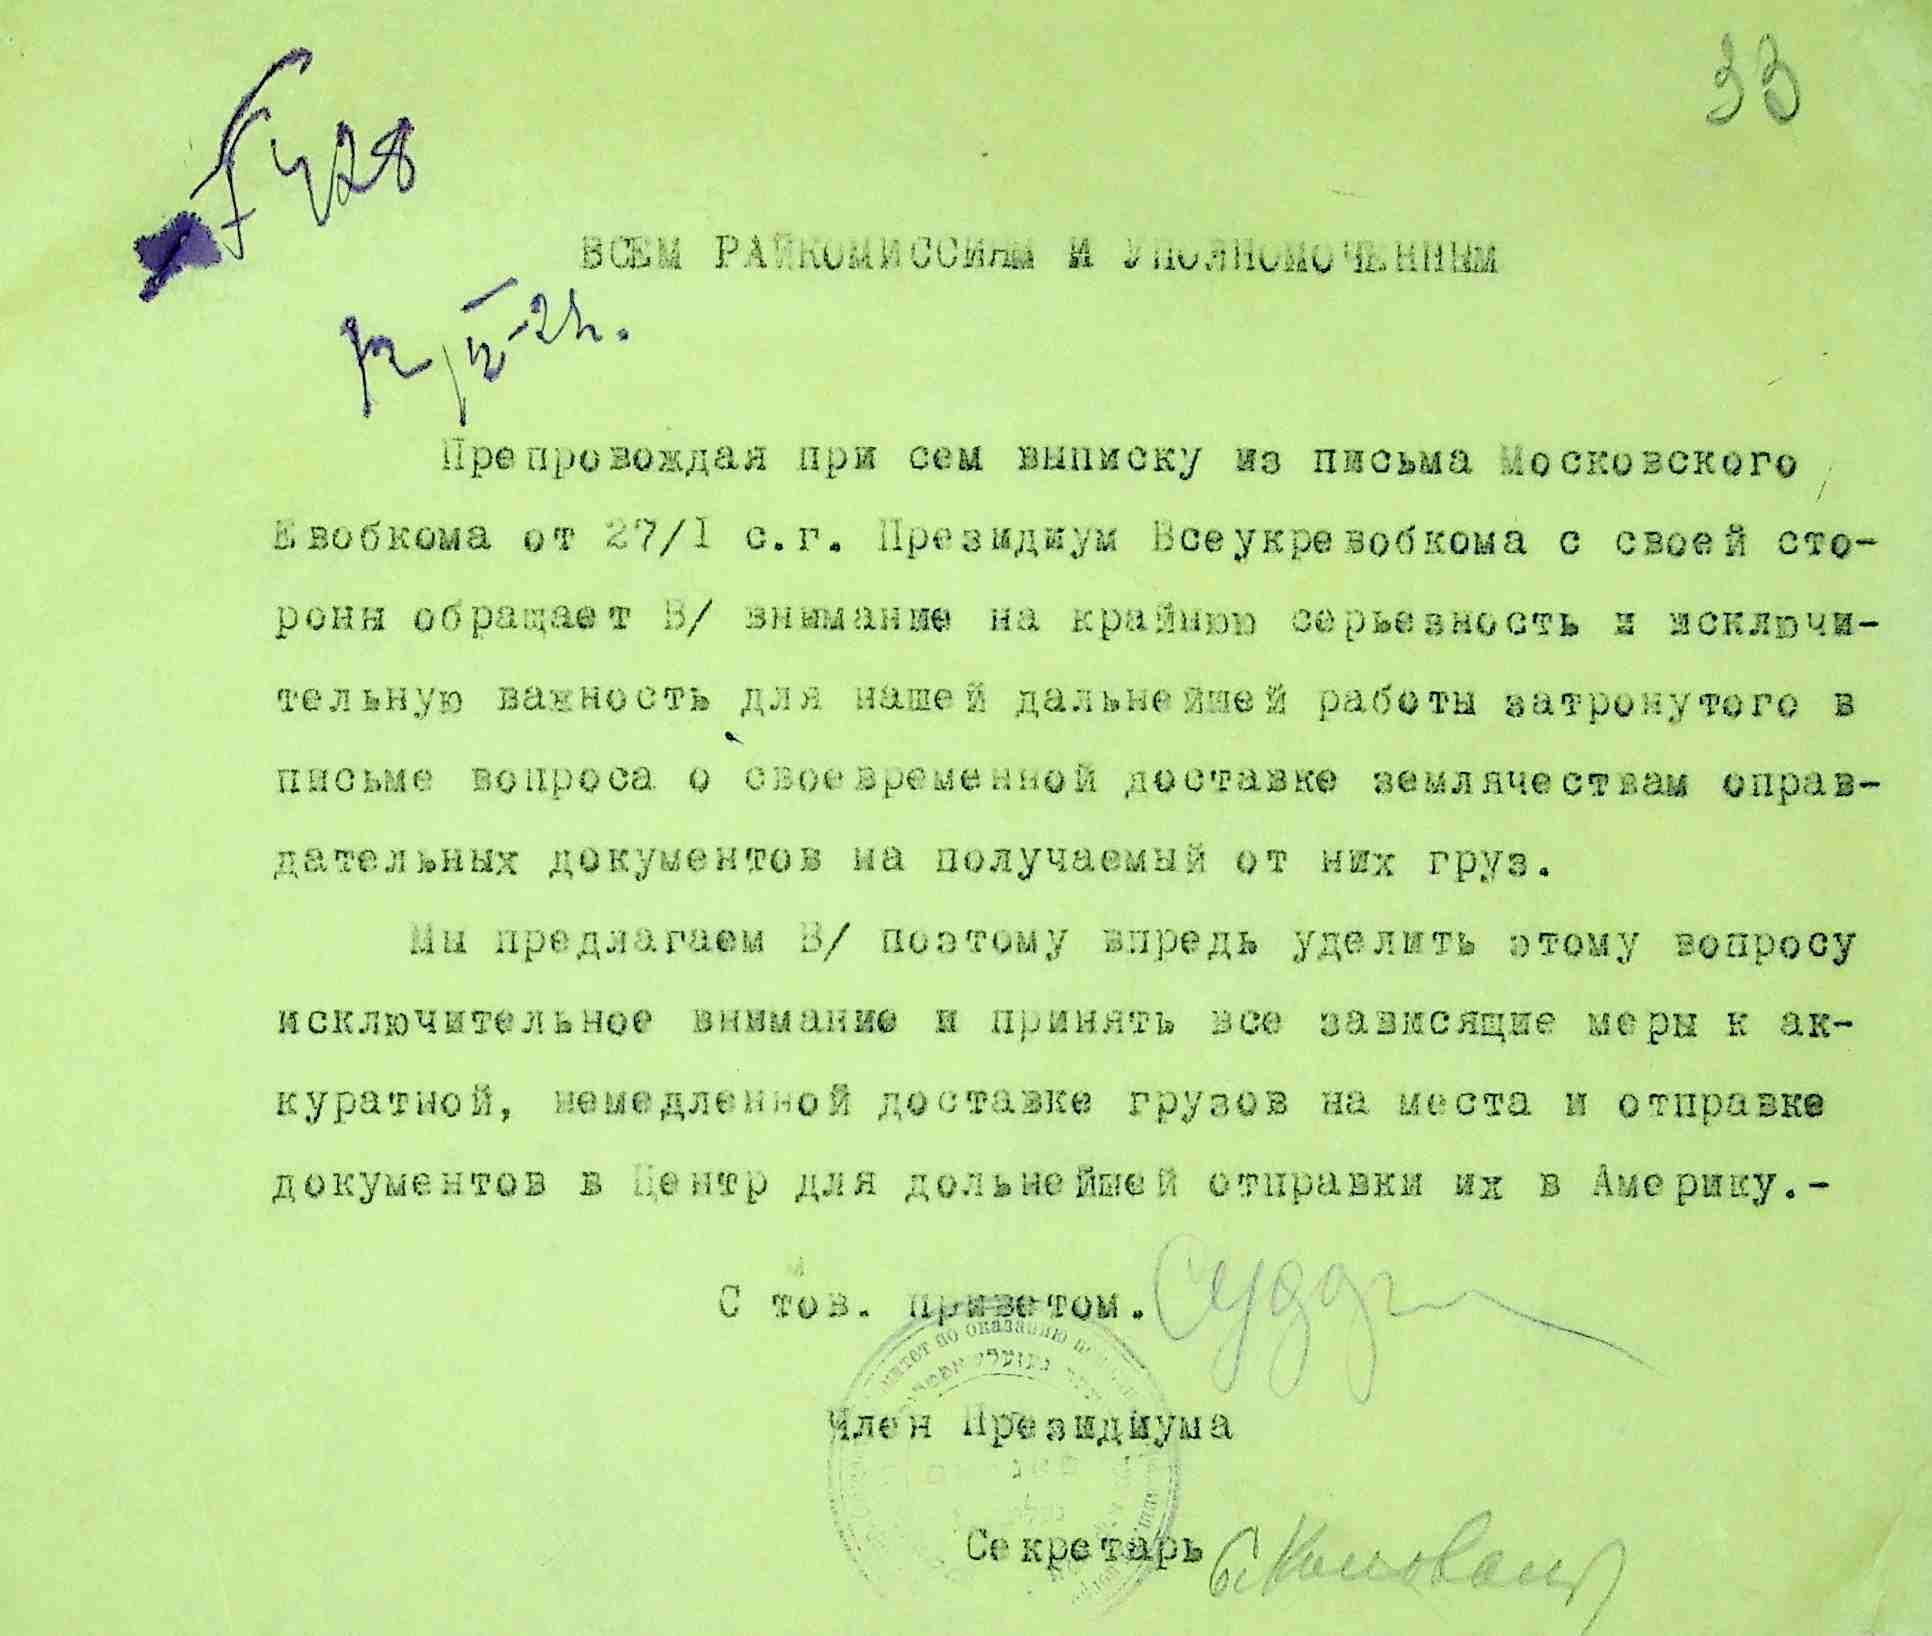 33
428
ВСЕМ РАЙКОМИССИЯМ И УПОЛНОМОЧЕННЫМ
Препровождая при сем выписку из письма Московского
Евобкома от 27/I с.г. Президиум Всеукревобкома с своей сто-
роны обращает В/ внимание на крайнюю серьезность и исключи-
тельную важность для нашей дальнейшей работы затронутого в
письме вопроса о своевременной доставке землячествам оправ-
дательных документов на получаемый от них груз.
Мы предлагаем В/ поэтому впредь уделить этому вопросу
исключительное внимание и принять все зависящие меры к ак-
куратной, немедленной доставке грузов на места и отправке
документов в Центр для дольнейшей отправки их в Америку.-
С тов. приветом.
по оказанию
Член Президиума
Секретарь